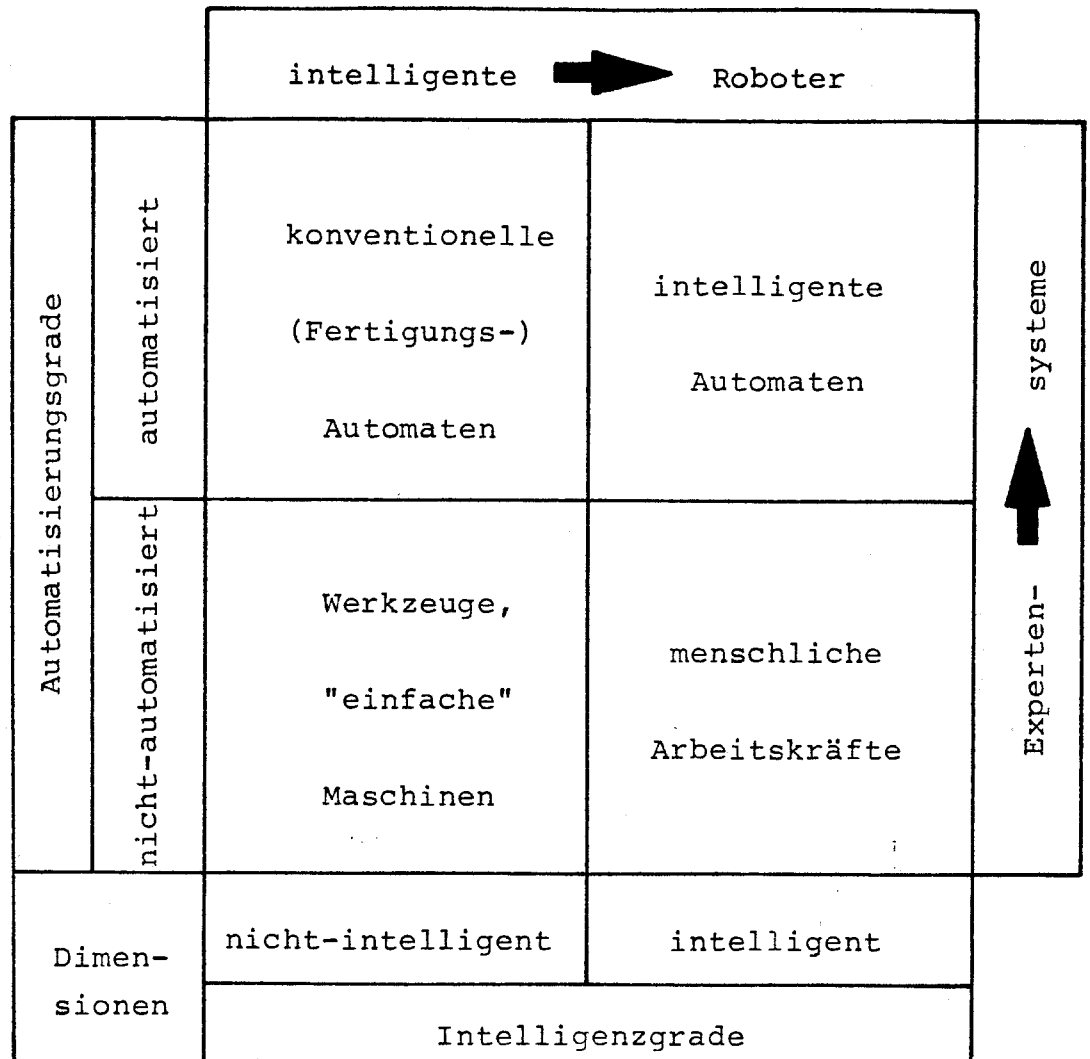 intelligente Roboter
Automatisierungsgrade
automatisiert
konventionelle
(Fertigungs-)
Automaten
intelligente
Automaten
systeme
nicht-automatisiert
Werkzeuge,
"einfache"
Maschinen
menschliche
Arbeitskräfte
Experten-
Dimen-
sionen
nicht-intelligent
intelligent
Intelligenzgrade